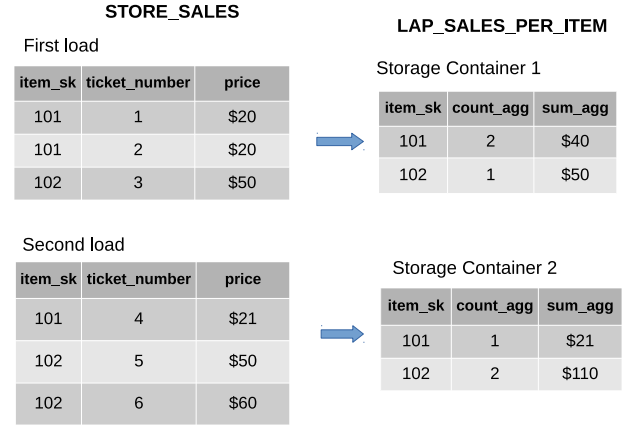 STORE_SALES
First load
item_sk ticket_number price
101 1 $20
101 2 $20
102 3 $50
LAP_SALES_PER_ITEM
Storage Container 1
item_sk count_agg sum_agg
101 2 $40
102 1 $50
Second load
item_sk ticket_number price
101 4 $21
102 5 $50
102 6 $60
Storage Container 2
item_sk count_agg sum_agg
101 1 $21
102 2 $110